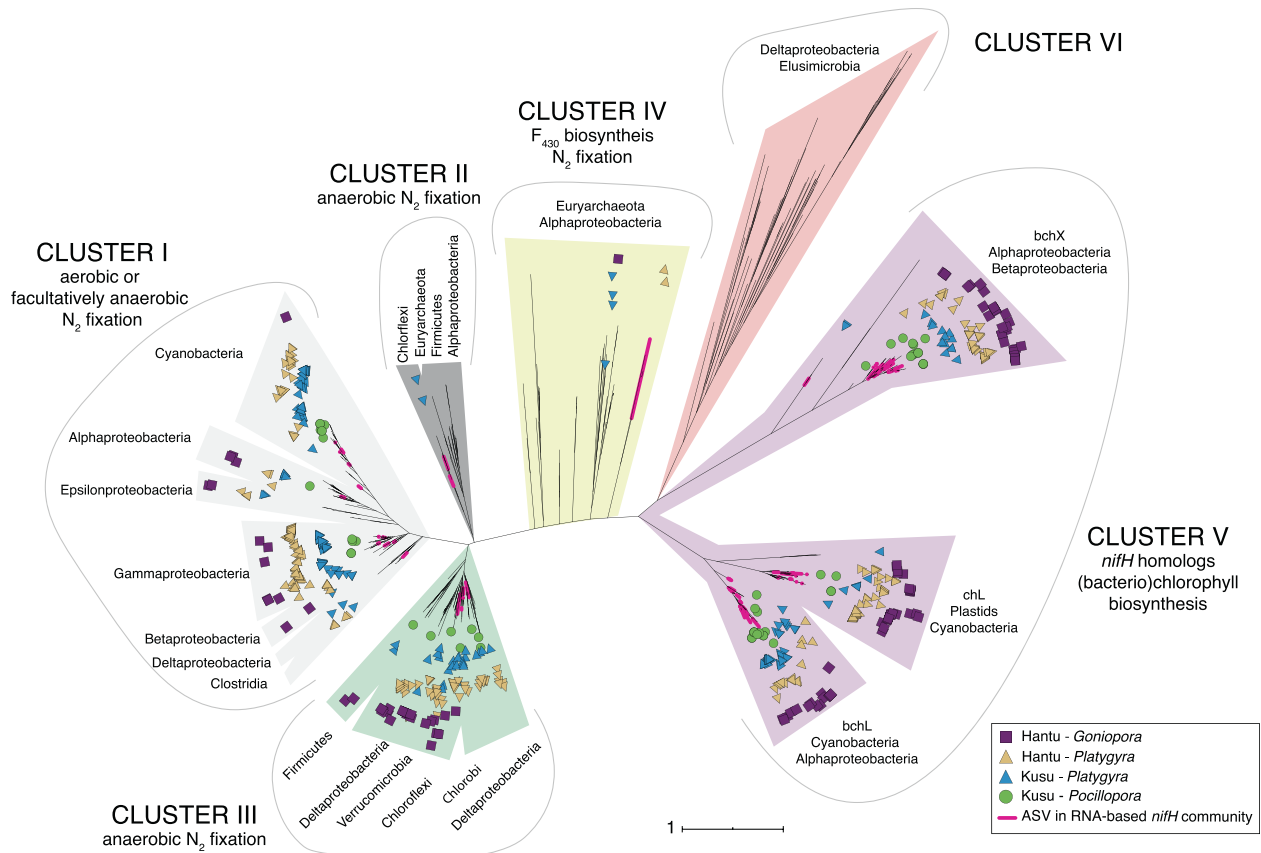 CLUSTER VI
Deltaproteobacteria
Elusimicrobia
CLUSTER IV
F430 biosyntheis
N2 fixation
Euryarchaeota
Alphaproteobacteria
CLUSTER II
anaerobic N2 fixation
Chlorflexi
Euryarchaeota
Firmicutes
Alphaproteobacteria
CLUSTER I
aerobic or
facultatively anaerobic
N2 fixation
Cyanobacteria
Alphaproteobacteria
Epsilonproteobacteria
Gammaproteobacteria
Betaproteobacteria
Deltaproteobacteria
Clostridia
CLUSTER III
anaerobic N2 fixation
Firmicutes
Deltaproteobacteria
Verrucomicrobia
Chloroflexi
Chlorobi
Deltaproteobacteria
bchX
Alphaproteobacteria
Betaproteobacteria
CLUSTER V
nifH homologs
(bacterio)chlorophyll
biosynthesis
chL
Plastids
Cyanobacteria
bchL
Cyanobacteria
Alphaproteobacteria
1
Hantu - Goniopora
Hantu - Platygyra
Kusu - Platygyra
Kusu - Pocillopora
ASV in RNA-based nifH community